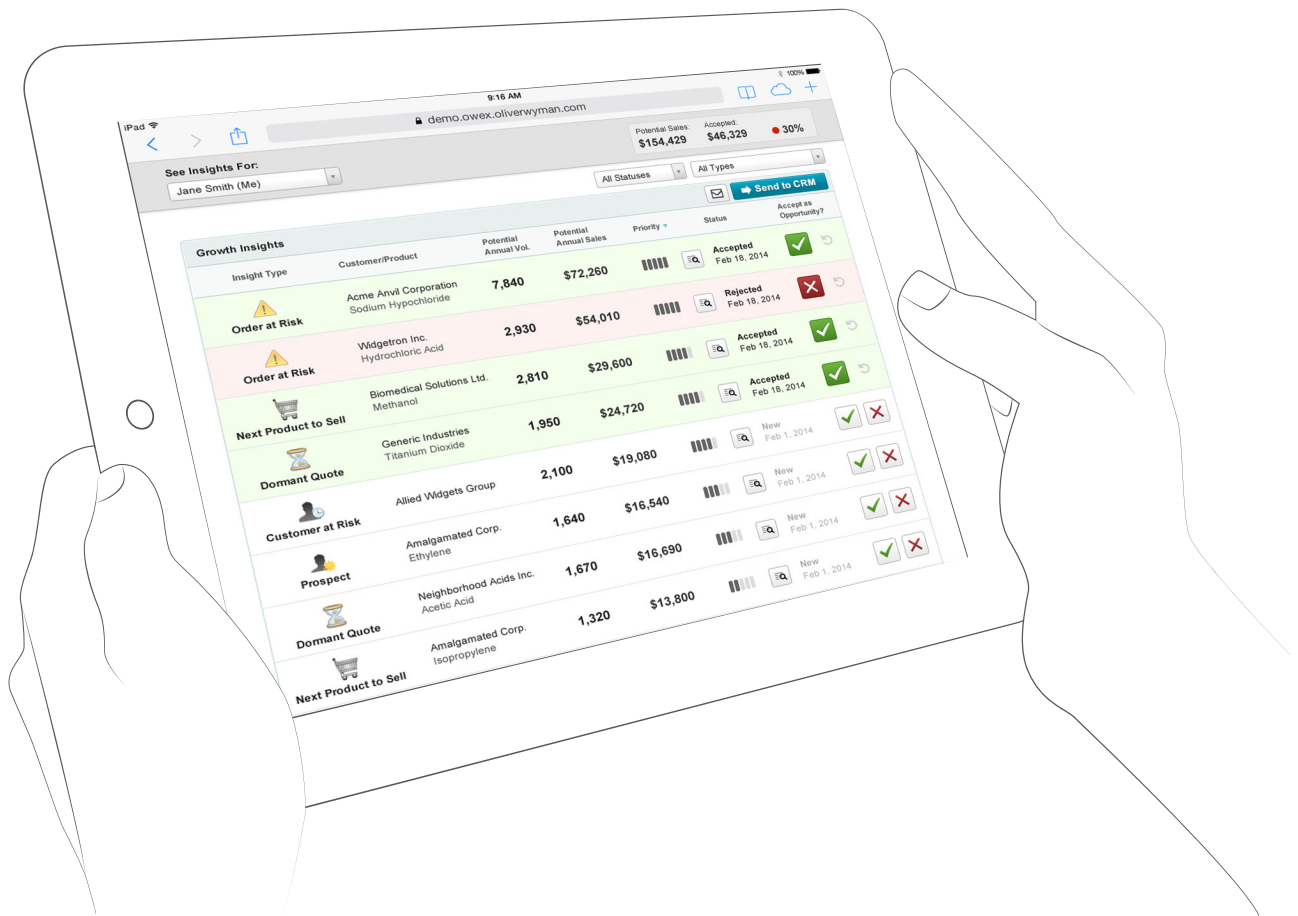 iPad
9:16 AM
100%
demo.owex.oliverwyman.com
See Insights For:
Jane Smith (Me)
Potential Sales:
$154,429
Accepted:
$46,329
30%
All Statuses
All Types
Growth Insights
Send to CRM
Insight Type
Customer/Product
Potential
Annual Vol.
Potential
Annual Sales
Priority
Status
Accept as
Opportunity?
Order at Risk
Acme Anvil Corporation
Sodium Hypochloride
7,840
$72,260
Accepted
Feb 18, 2014
Order at Risk
Widgetron Inc.
Hydrochloric Acid
2,930
$54,010
Rejected
Feb 18, 2014
Next Product to Sell
Biomedical Solutions Ltd.
Methanol
2,810
$29,600
Accepted
Feb 18, 2014
Dormant Quote
Generic Industries
Titanium Dioxide
1,950
$24,720
Accepted
Feb 18, 2014
Customer at Risk
Allied Widgets Group
2,100
$19,080
New
Feb 1, 2014
Prospect
Amalgamated Corp.
Ethylene
1,640
$16,540
New
Feb 1, 2014
Dormant Quote
Neighborhood Acids Inc.
Acetic Acid
1,670
$16,690
New
Feb 1, 2014
Next Product to Sell
Amalgamated Corp.
Isopropylene
1,320
$13,800
New
Feb 1, 2014